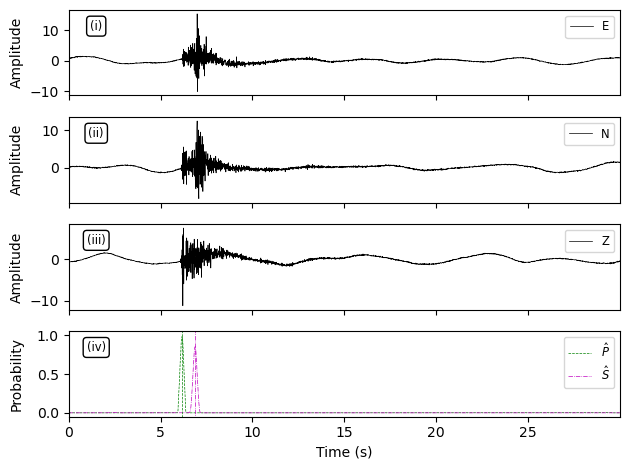 (i)
E
Amplitude
10
0
−10
(ii)
N
Amplitude
10
0
(iii)
Z
Amplitude
0
−10
(iv)
P̂
Ŝ
Probability
1.0
0.5
0.0
0 5 10 15 20 25
Time (s)